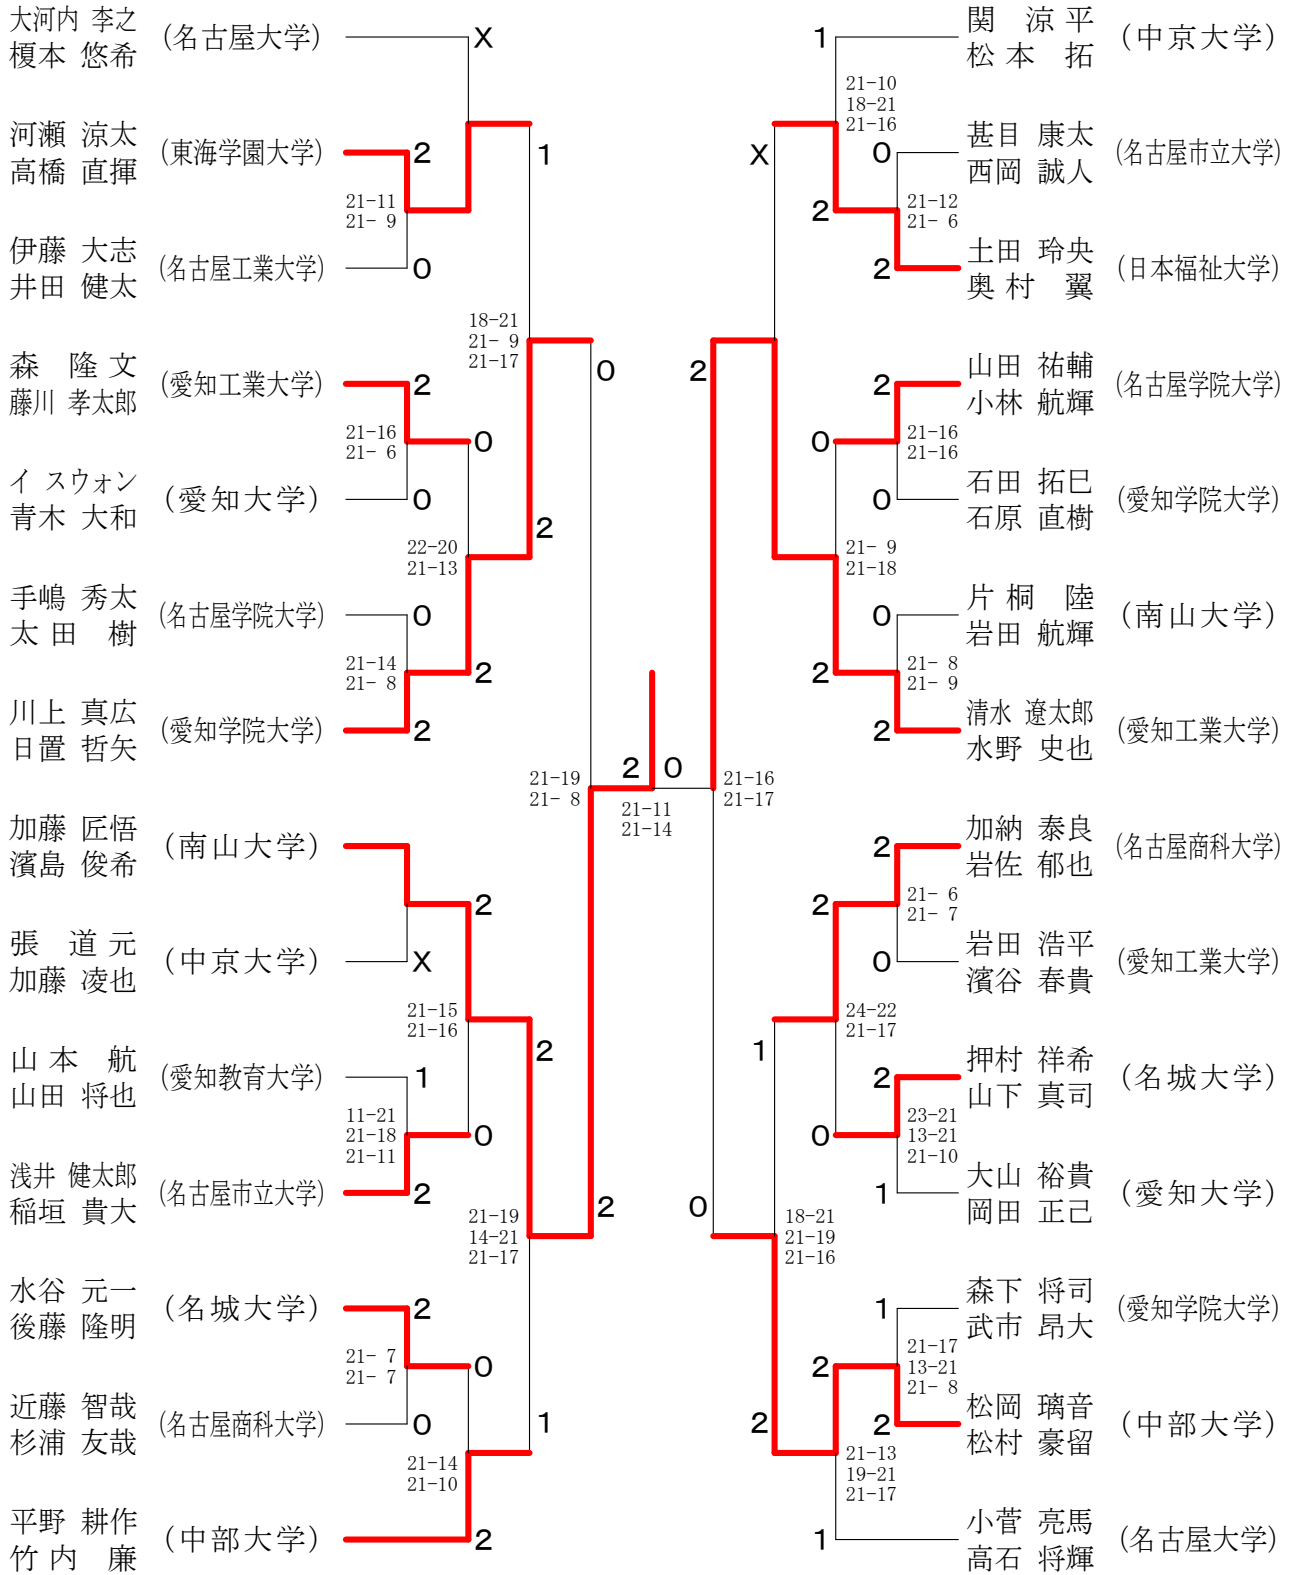 大河内 李之
榎本 悠希
(名古屋大学)
X
河瀬 涼太
高橋 直揮
(東海学園大学)
2
1
21-11
21- 9
伊藤 大志
井田 健太
(名古屋工業大学)
0
18-21
21- 9
21-17
0
森 隆文
藤川 孝太郎
(愛知工業大学)
2
21-16
21- 6
0
イ スウォン
青木 大和
(愛知大学)
0
2
22-20
21-13
手嶋 秀太
太田 樹
(名古屋学院大学)
0
21-14
21- 8
2
川上 真広
日置 哲矢
(愛知学院大学)
2
21-19
21- 8
2 0
21-11
21-14
加藤 匠悟
濱島 俊希
(南山大学)
2
張 道元
加藤 凌也
(中京大学)
X
21-15
21-16
2
山本 航
山田 将也
(愛知教育大学)
1
11-21
21-18
21-11
0
浅井 健太郎
稲垣 貴大
(名古屋市立大学)
2
21-19
14-21
21-17
2
水谷 元一
後藤 隆明
(名城大学)
2
21- 7
21- 7
0
近藤 智哉
杉浦 友哉
(名古屋商科大学)
0
1
21-14
21-10
平野 耕作
竹内 廉
(中部大学)
2
1
関 涼平
松本 拓
(中京大学)
21-10
18-21
21-16
X
0
甚目 康太
西岡 誠人
(名古屋市立大学)
2
21-12
21- 6
2
土田 玲央
奥村 翼
(日本福祉大学)
2
2
山田 祐輔
小林 航輝
(名古屋学院大学)
0
21-16
21-16
0
石田 拓巳
石原 直樹
(愛知学院大学)
21- 9
21-18
0
片桐 陸
岩田 航輝
(南山大学)
2
21- 8
21- 9
2
清水 遼太郎
水野 史也
(愛知工業大学)
21-16
21-17
2
加納 泰良
岩佐 郁也
(名古屋商科大学)
2
21- 6
21- 7
0
岩田 浩平
濱谷 春貴
(愛知工業大学)
24-22
21-17
1
2
押村 祥希
山下 真司
(名城大学)
0
23-21
13-21
21-10
1
大山 裕貴
岡田 正己
(愛知大学)
0
18-21
21-19
21-16
1
森下 将司
武市 昂大
(愛知学院大学)
2
21-17
13-21
21- 8
2
2
松岡 璃音
松村 豪留
(中部大学)
21-13
19-21
21-17
1
小菅 亮馬
高石 将輝
(名古屋大学)